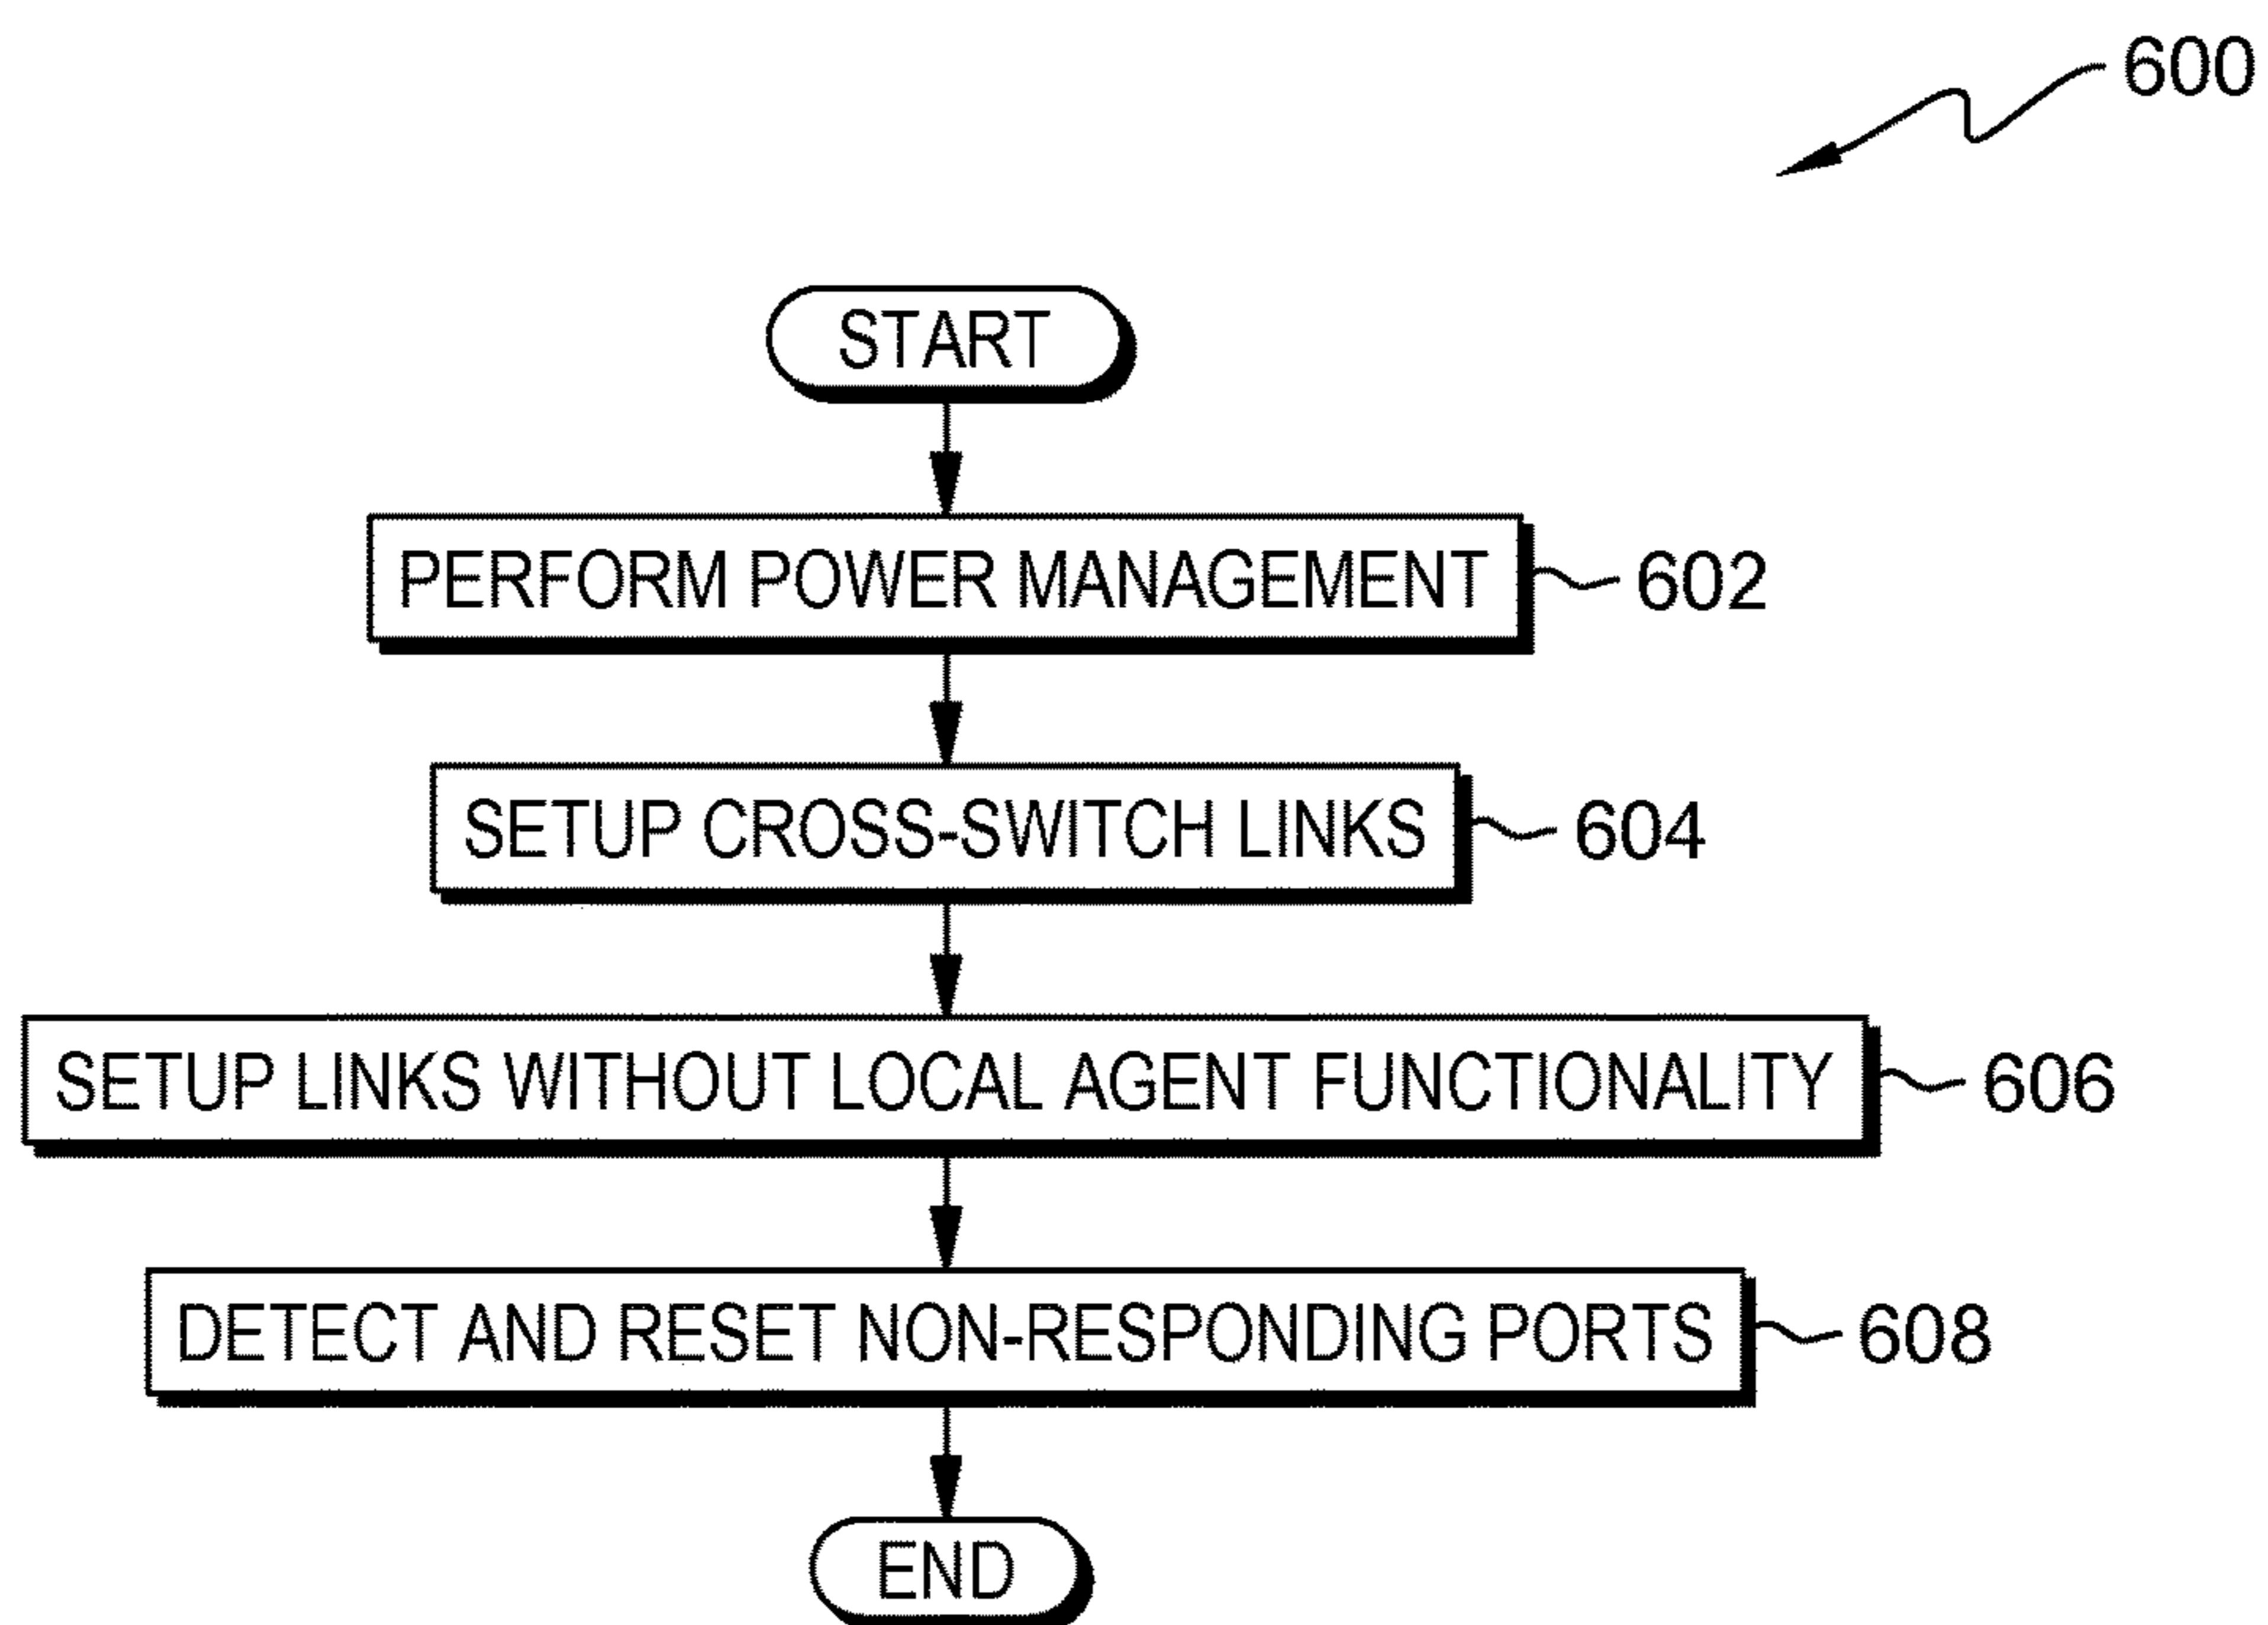 600
START
PERFORM POWER MANAGEMENT
602
SETUP CROSS-SWITCH LINKS
604
SETUP LINKS WITHOUT LOCAL AGENT FUNCTIONALITY
606
DETECT AND RESET NON-RESPONDING PORTS
608
END